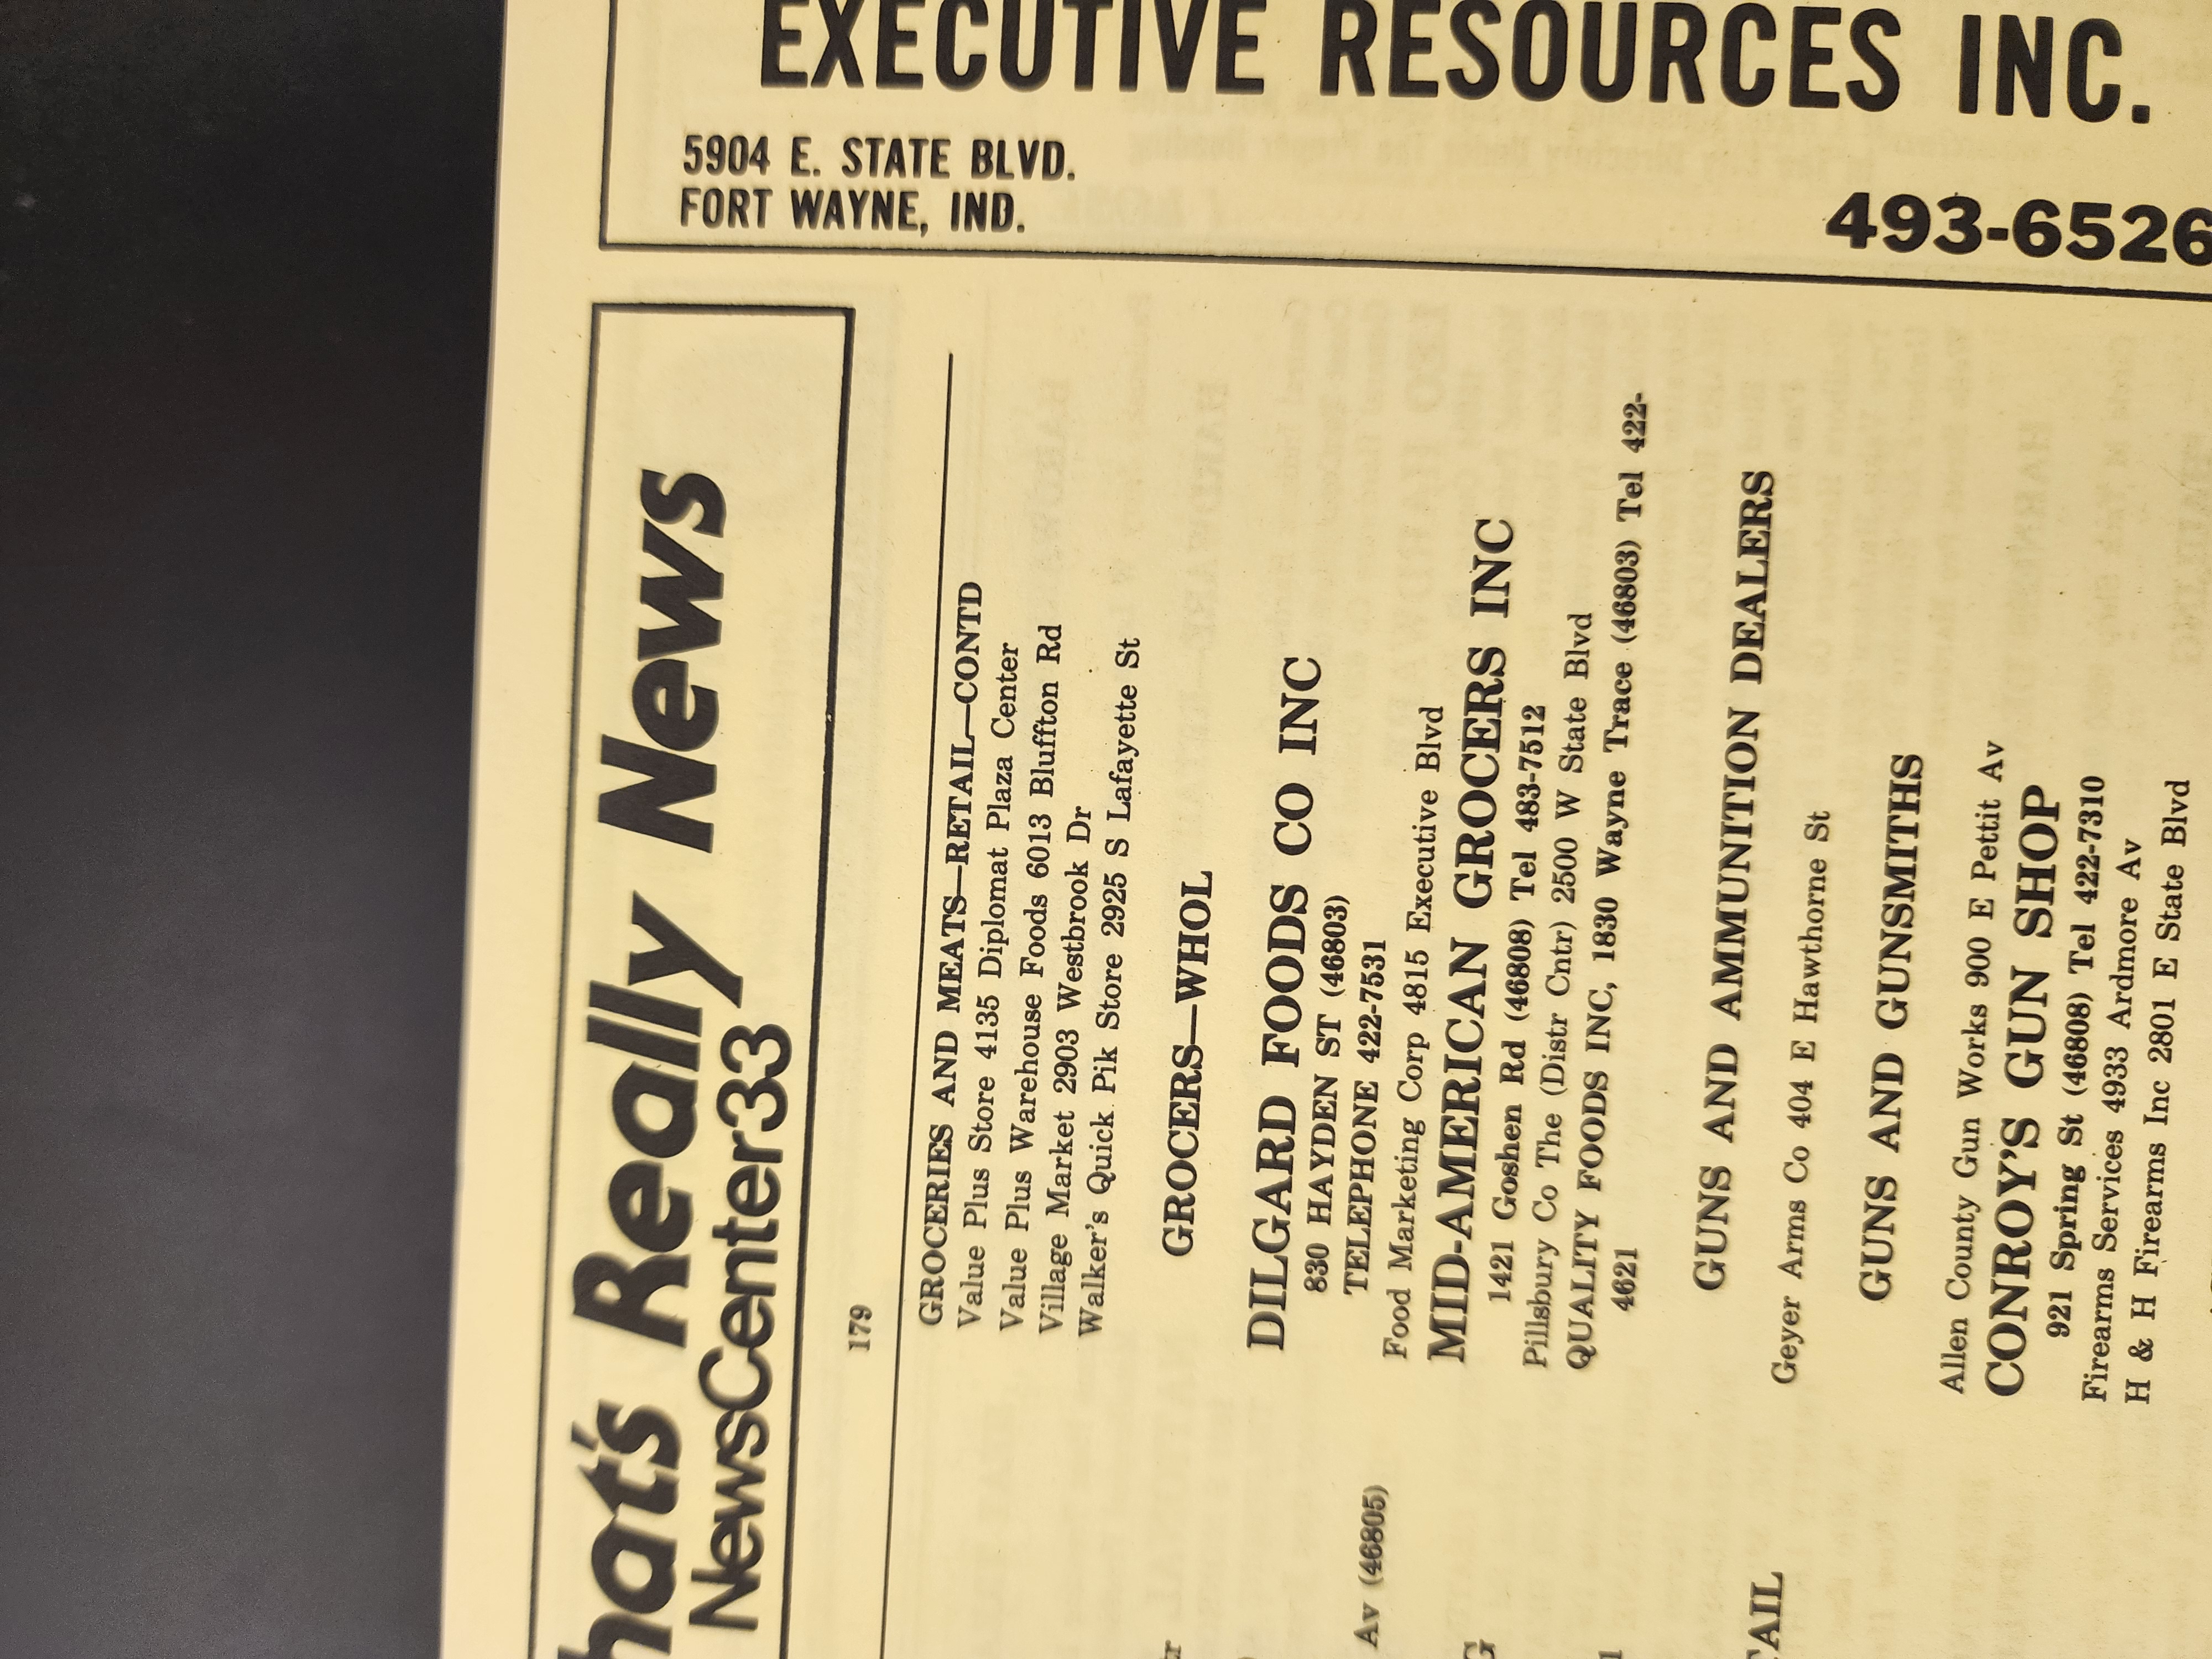 EXECUTIVE RESOURCES INC.
5904 E. STATE BLVD.
FORT WAYNE, IND.
493-6526
Really News
NewsCenter33
179
GROCERIES AND MEATS—RETAIL—CONTD
Value Plus Store 4135 Diplomat Plaza Center
Value Plus Warehouse Foods 6013 Bluffton Rd
Village Market 2903 Westbrook Dr
Walker's Quick Pik Store 2925 S Lafayette St
GROCERS—WHOL
DILGARD FOODS CO INC
830 HAYDEN ST (46803)
TELEPHONE 422-7531
Food Marketing Corp 4815 Executive Blvd
MID-AMERICAN GROCERS INC
1421 Goshen Rd (46808) Tel 483-7512
Pillsbury Co The (Distr Cntr) 2500 W State Blvd
QUALITY FOODS INC, 1830 Wayne Trace (46803) Tel 422-
4621
GUNS AND AMMUNITION DEALERS
Geyer Arms Co 404 E Hawthorne St
GUNS AND GUNSMITHS
Allen County Gun Works 900 E Pettit Av
CONROY'S GUN SHOP
921 Spring St (46808) Tel 422-7310
Firearms Services 4933 Ardmore Av
H & H Firearms Inc 2801 E State Blvd
Av (46805)